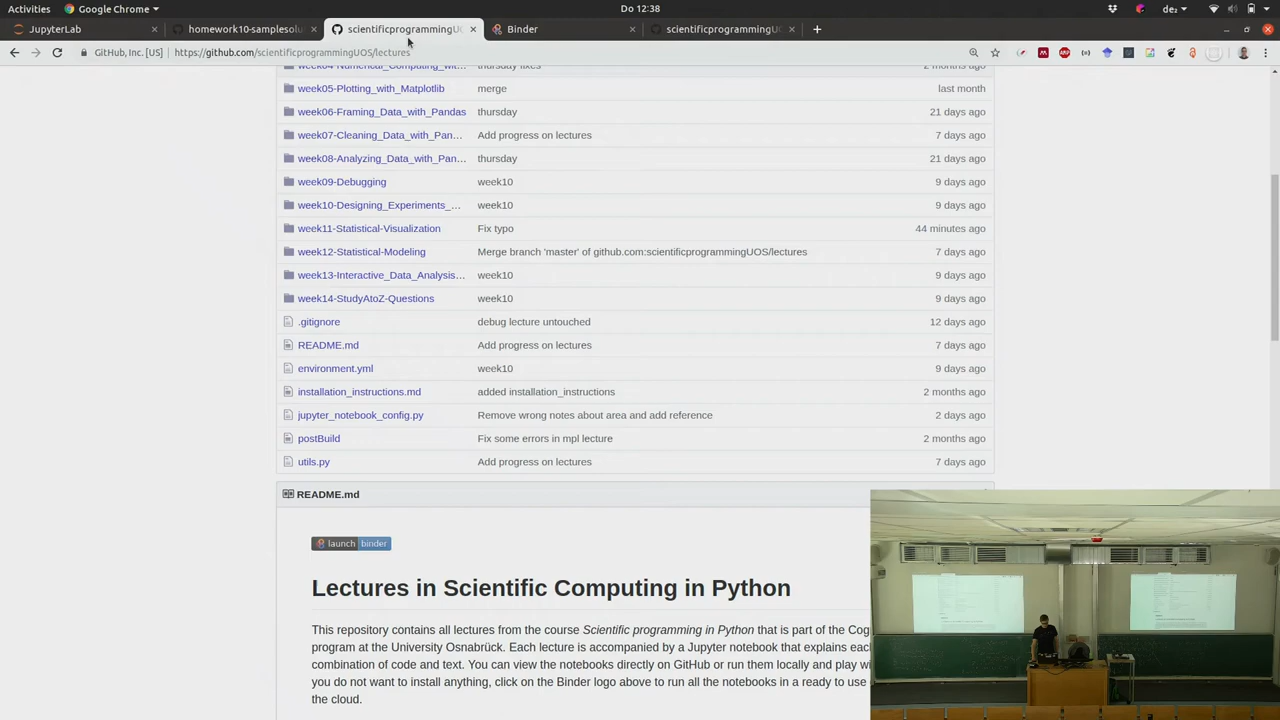 Activities
Google Chrome
Do 12:38
de₂
JupyterLab
homework10-samplesolu
scientificprogrammingUO
Binder
scientificprogrammingUO
GitHub, Inc. [US]
https://github.com/scientificprogrammingUOS/lectures
week04-Numerical_Computing_wit... thursday fixes 2 months ago
week05-Plotting_with_Matplotlib merge last month
week06-Framing_Data_with_Pandas thursday 21 days ago
week07-Cleaning_Data_with_Pan... Add progress on lectures 7 days ago
week08-Analyzing_Data_with_Pan... thursday 21 days ago
week09-Debugging week10 9 days ago
week10-Designing_Experiments_... week10 9 days ago
week11-Statistical-Visualization Fix typo 44 minutes ago
week12-Statistical-Modeling Merge branch 'master' of github.com:scientificprogrammingUOS/lectures 7 days ago
week13-Interactive_Data_Analysis... week10 9 days ago
week14-StudyAtoZ-Questions week10 9 days ago
.gitignore debug lecture untouched 12 days ago
README.md Add progress on lectures 7 days ago
environment.yml week10 9 days ago
installation_instructions.md added installation_instructions 2 months ago
jupyter_notebook_config.py Remove wrong notes about area and add reference 2 days ago
postBuild Fix some errors in mpl lecture 2 months ago
utils.py Add progress on lectures 7 days ago
README.md
launch binder
Lectures in Scientific Computing in Python
This repository contains all lectures from the course Scientific programming in Python that is part of the Cog
program at the University Osnabrück. Each lecture is accompanied by a Jupyter notebook that explains eac
combination of code and text. You can view the notebooks directly on GitHub or run them locally and play wi
you do not want to install anything, click on the Binder logo above to run all the notebooks in a ready to use
the cloud.